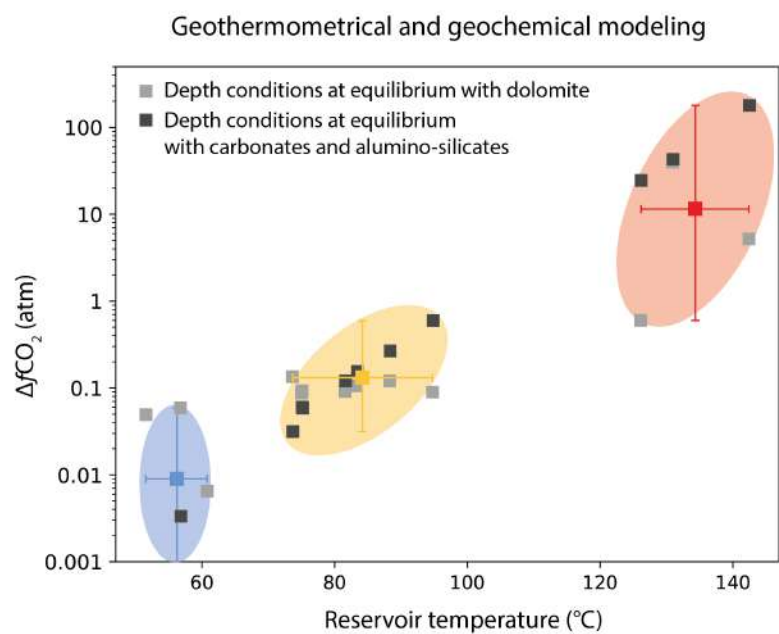 Geothermometrical and geochemical modeling
Depth conditions at equilibrium with dolomite
Depth conditions at equilibrium
with carbonates and alumino-silicates
100
10
1
0.1
0.01
0.001
ΔfCO₂ (atm)
60
80
100
120
140
Reservoir temperature (°C)